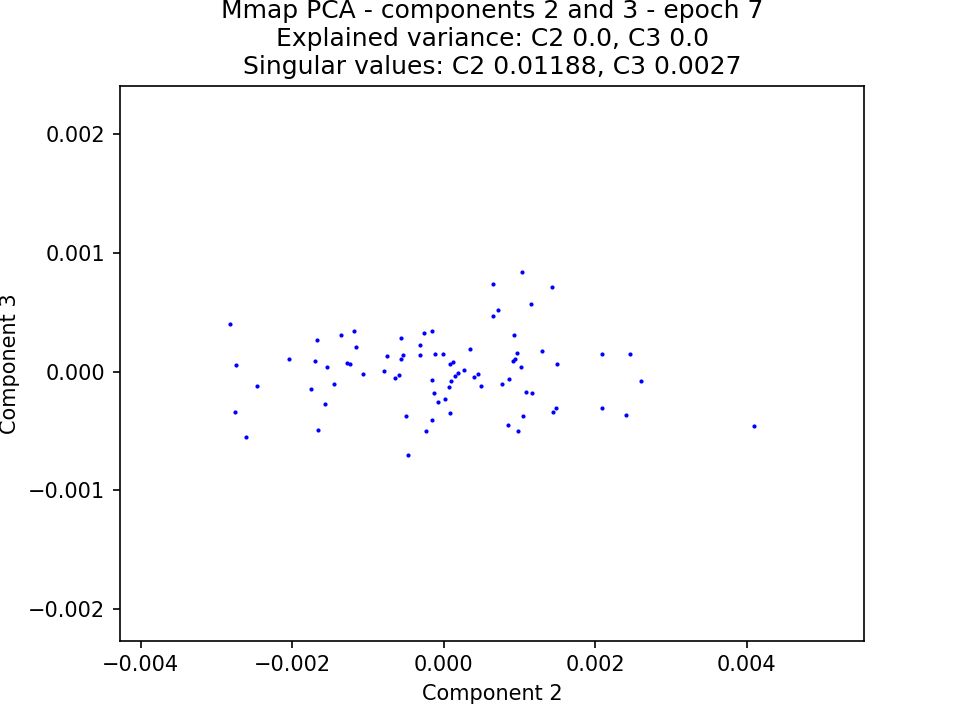 Mmap PCA - components 2 and 3 - epoch 7
Explained variance: C2 0.0, C3 0.0
Singular values: C2 0.01188, C3 0.0027
0.002
0.001
0.000
−0.001
−0.002
Component 3
−0.004
−0.002
0.000
0.002
0.004
Component 2